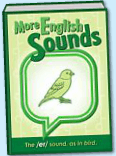 More English
Sounds
The /er/ sound, as in bird.